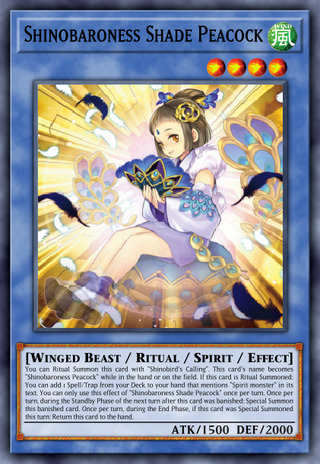 Shinobaroness Shade Peacock
WIND
風
[Winged Beast / Ritual / Spirit / Effect]
You can Ritual Summon this card with "Shinobird's Calling". This card's name becomes
"Shinobaroness Peacock" while in the hand or on the field. If this card is Ritual Summoned:
You can add 1 Spell/Trap from your Deck to your hand that mentions "Spirit monster" in its
text. You can only use this effect of "Shinobaroness Shade Peacock" once per turn. Once per
turn, during the Standby Phase of the next turn after this card was banished: Special Summon
this banished card. Once per turn, during the End Phase, if this card was Special Summoned
this turn: Return this card to the hand.
ATK/1500 DEF/2000